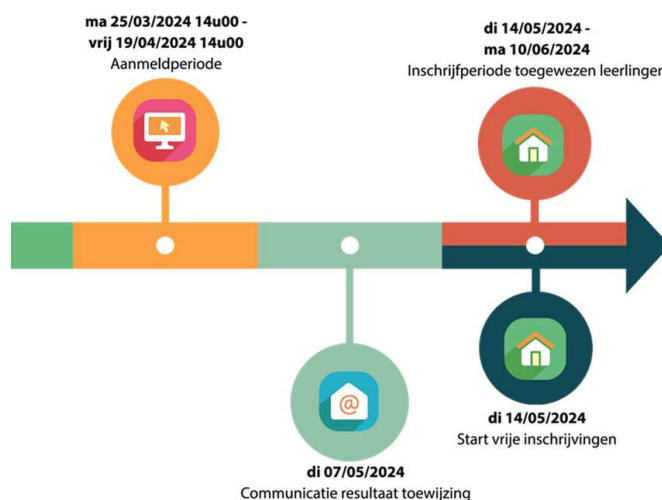 ma 25/03/2024 14u00 -
vrij 19/04/2024 14u00
Aanmeldperiode
di 14/05/2024 -
ma 10/06/2024
Inschrijfperiode toegewezen leerlingen
@
di 07/05/2024
Communicatie resultaat toewijzing
di 14/05/2024
Start vrije inschrijvingen